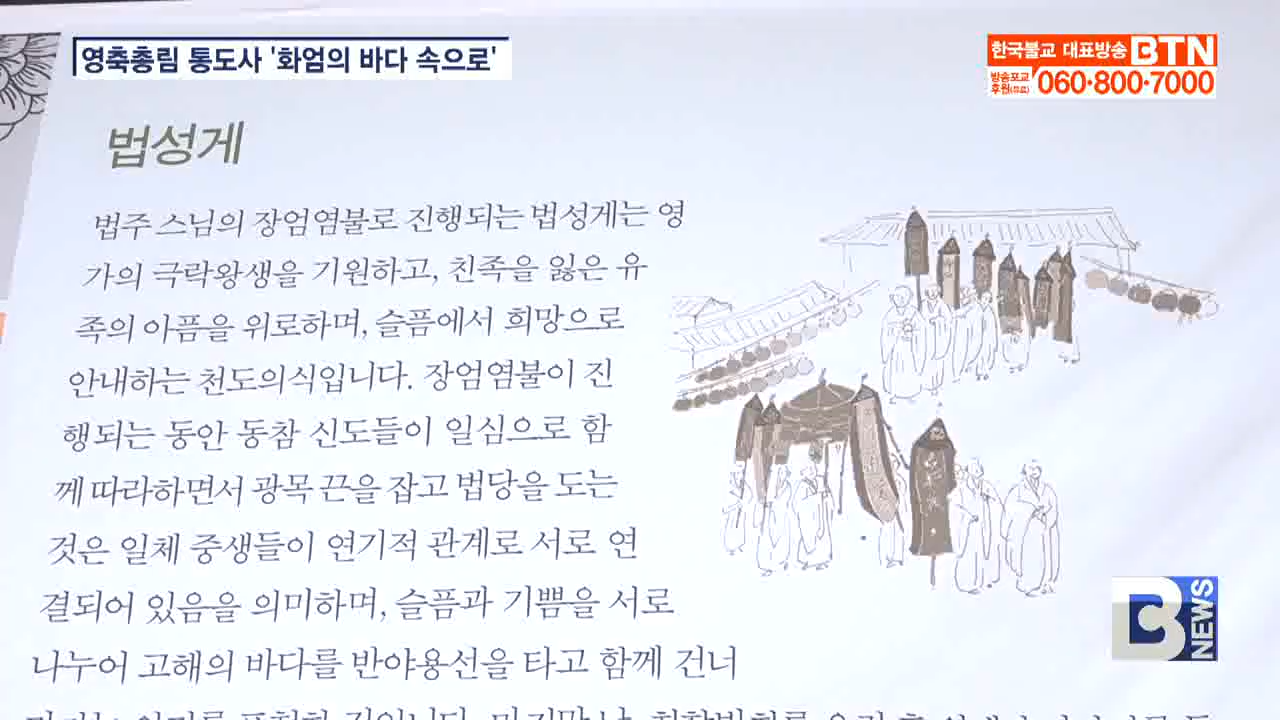 영축총림 통도사 '화엄의 바다 속으로'
한국불교 대표방송 BTN
방송포교
후원(유료) 060·800·7000
법성게
법주 스님의 장엄염불로 진행되는 법성게는 영
가의 극락왕생을 기원하고, 친족을 잃은 유
족의 아픔을 위로하며, 슬픔에서 희망으로
안내하는 천도의식입니다. 장엄염불이 진
행되는 동안 동참 신도들이 일심으로 함
께 따라하면서 광목 끈을 잡고 법당을 도는
것은 일체 중생들이 연기적 관계로 서로 연
결되어 있음을 의미하며, 슬픔과 기쁨을 서로
나누어 고해의 바다를 반야용선을 타고 함께 건너
B NEWS